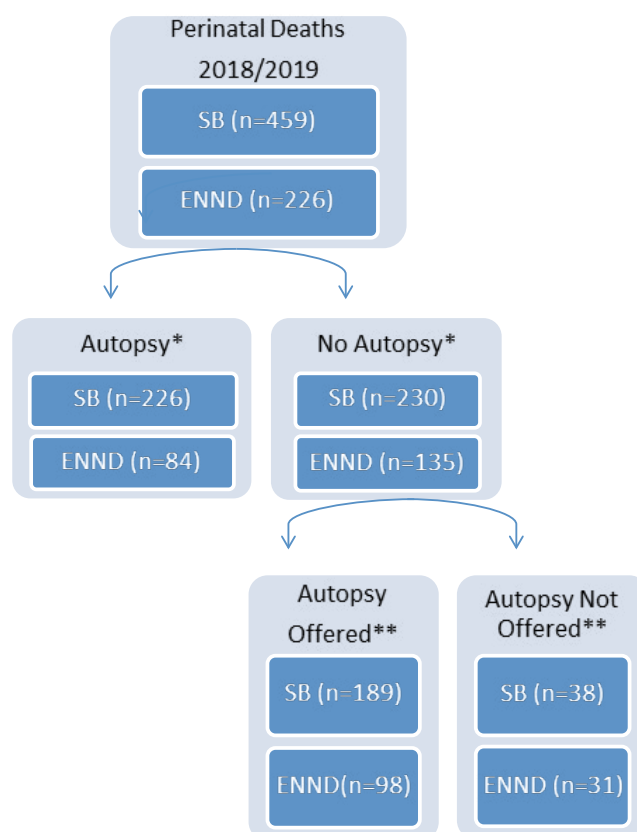 Perinatal Deaths
2018/2019
SB (n=459)
ENND (n=226)
Autopsy*
SB (n=226)
ENND (n=84)
No Autopsy*
SB (n=230)
ENND (n=135)
Autopsy
Offered**
SB (n=189)
ENND(n=98)
Autopsy Not
Offered**
SB (n=38)
ENND (n=31)